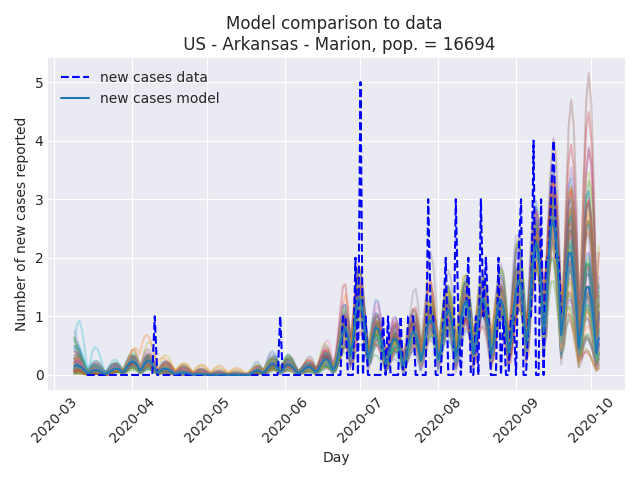 Model comparison to data
US - Arkansas - Marion, pop. = 16694
new cases data
new cases model
Number of new cases reported
5
4
3
2
1
0
2020-03
2020-04
2020-05
2020-06
2020-07
2020-08
2020-09
2020-10
Day